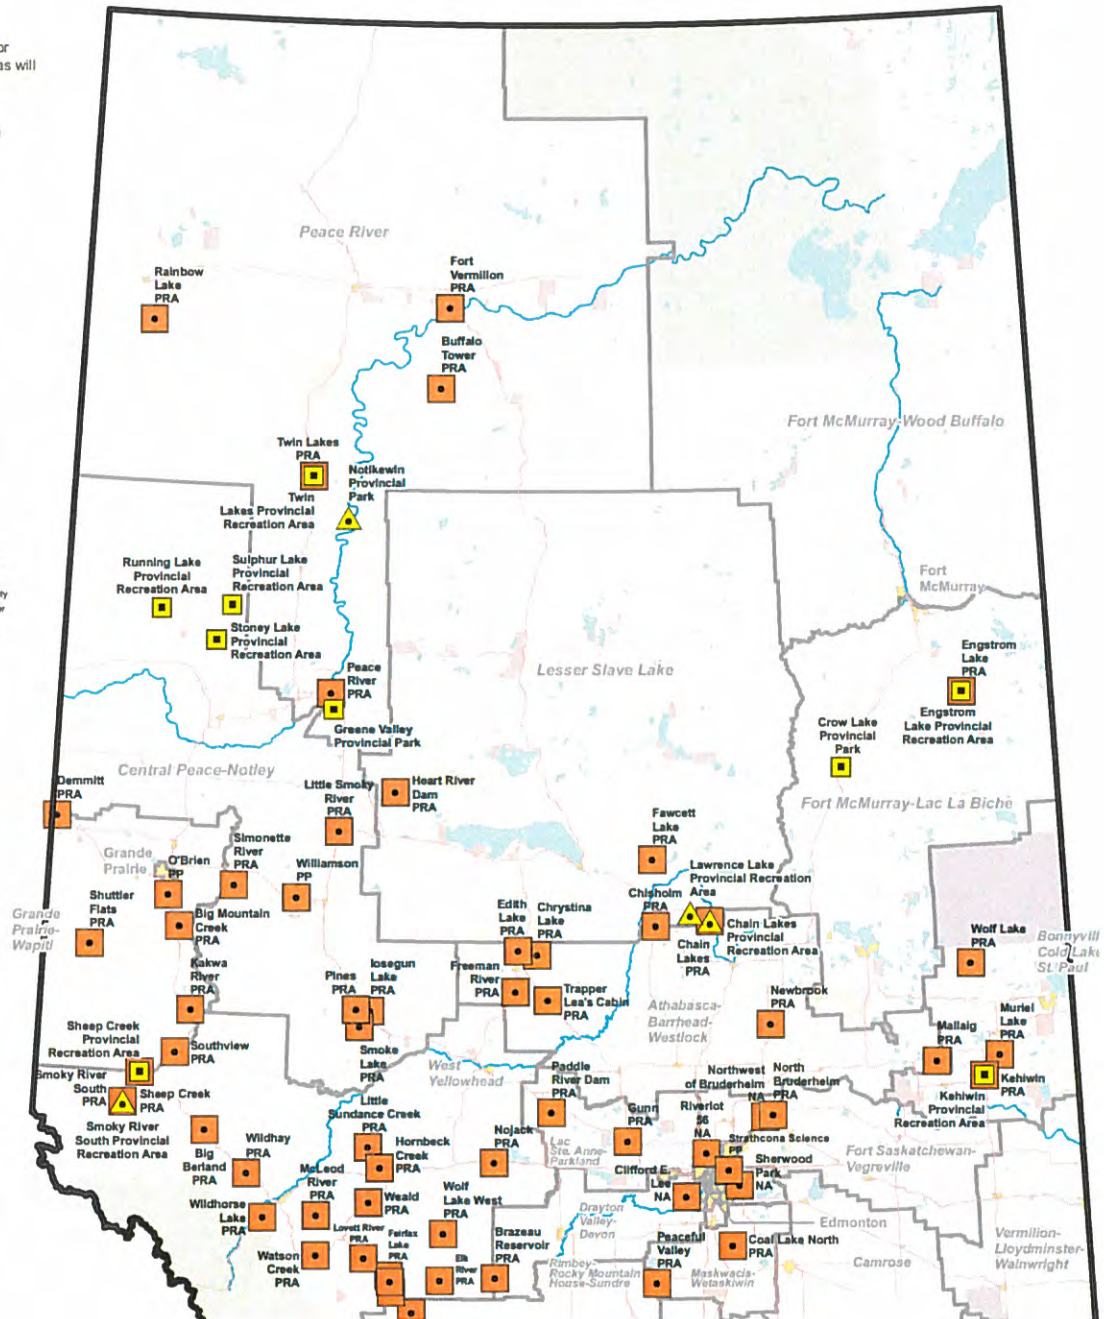 or
as will
Peace River
Rainbow
Lake
PRA
Fort
Vermilion
PRA
Buffalo
Tower
PRA
Fort McMurray-Wood Buffalo
Twin Lakes
PRA
Notikewin
Provincial
Park
Twin
Lakes Provincial
Recreation Area
Running Lake
Provincial
Recreation Area
Sulphur Lake
Provincial
Recreation Area
Fort
McMurray
Stoney Lake
Provincial
Recreation Area
Lesser Slave Lake
Engstrom
Lake
PRA
Peace
River
PRA
Engstrom
Lake Provincial
Recreation Area
Greene Valley
Provincial Park
Crow Lake
Provincial
Park
Central Peace-Notley
Demmitt
PRA
Little Smoky
River
PRA
Heart River
Dam
PRA
Fort McMurray-Lac La Biche
Fawcett
Lake
PRA
Grande
Prairie
O'Brien
PP
Simonette
River
PRA
Williamson
PP
Lawrence Lake
Provincial Recreation
Area
Shuttler
Flats
PRA
Grande
Prairie-
Wapiti
Big Mountain
Creek
PRA
Edith
Lake
PRA
Chrystina
Lake
PRA
Chisholm
PRA
Chain Lakes
Provincial
Recreation Area
Chain
Lakes
PRA
Wolf Lake
PRA
Bonnyvill
Cold Lake
St. Paul
Kakwa
River
PRA
Pines
PRA
Iosegun
Lake
PRA
Freeman
River
PRA
Trapper
Lea's Cabin
PRA
Athabasca-
Barrhead-
Westlock
Newbrook
PRA
Mallaig
PRA
Muriel
Lake
PRA
Sheep Creek
Provincial
Recreation Area
Southview
PRA
Smoke
Lake
PRA
West
Yellowhead
Paddle
River Dam
PRA
Northwest
of Bruderheim
NA
North
Bruderheim
PRA
Kehiwin
PRA
Kehiwin
Provincial
Recreation Area
Smoky River
South
PRA
Sheep Creek
PRA
Smoky River
South Provincial
Recreation Area
Little
Sundance Creek
PRA
Gunn
PRA
Riverlot
56
NA
Strathcona Science
PP
Big
Berland
PRA
Wildhay
PRA
Hornbeck
Creek
PRA
Nojack
PRA
Lac
Ste. Anne-
Parkland
Clifford E.
Lee
NA
Sherwood
Park
NA
Fort Saskatchewan-
Vegreville
McLeod
River
PRA
Weald
PRA
Wolf
Lake West
PRA
Wildhorse
Lake
PRA
Drayton
Valley-
Devon
Edmonton
Watson
Creek
PRA
Lovett River
PRA
Fairfax
Lake
PRA
Elk
River
PRA
Brazeau
Reservoir
PRA
Rimbey-
Rocky Mountain
House-Sundre
Peaceful
Valley
PRA
Coal Lake North
PRA
Maskwacis-
Wetaskiwin
Camrose
Vermilion-
Lloydminster-
Wainwright